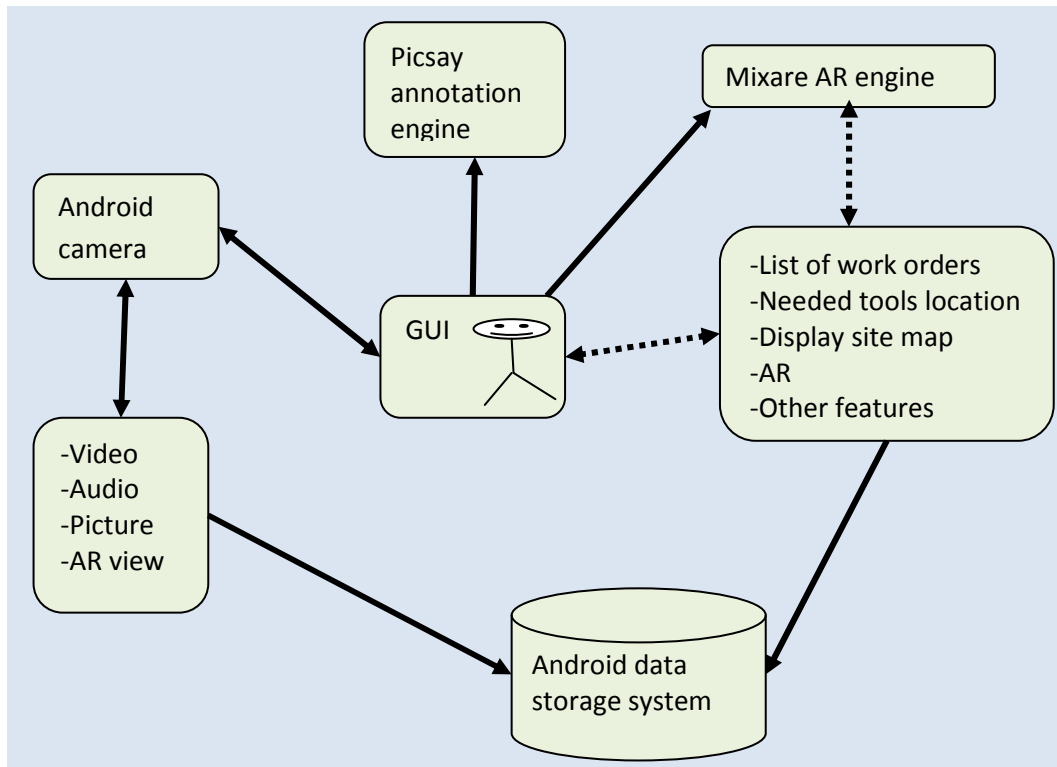 Picsay
annotation
engine
Mixare AR engine
Android
camera
GUI
-List of work orders
-Needed tools location
-Display site map
-AR
-Other features
-Video
-Audio
-Picture
-AR view
Android data
storage system